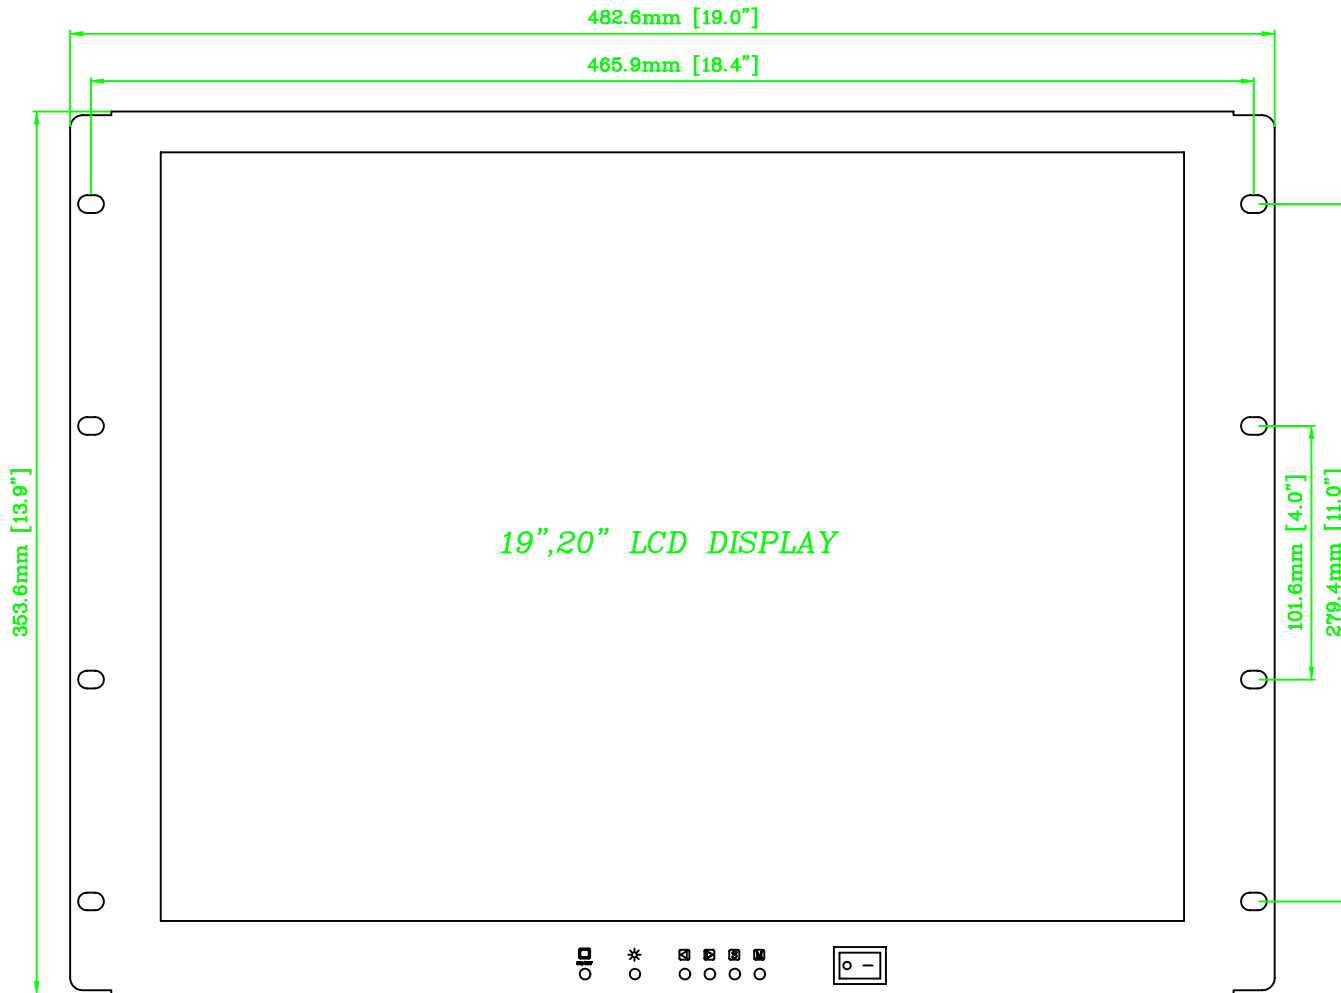 482.6mm [19.0"]
465.9mm [18.4"]
353.6mm [13.9"]
19",20" LCD DISPLAY
101.6mm [4.0"]
279.4mm [11.0"]
S
M